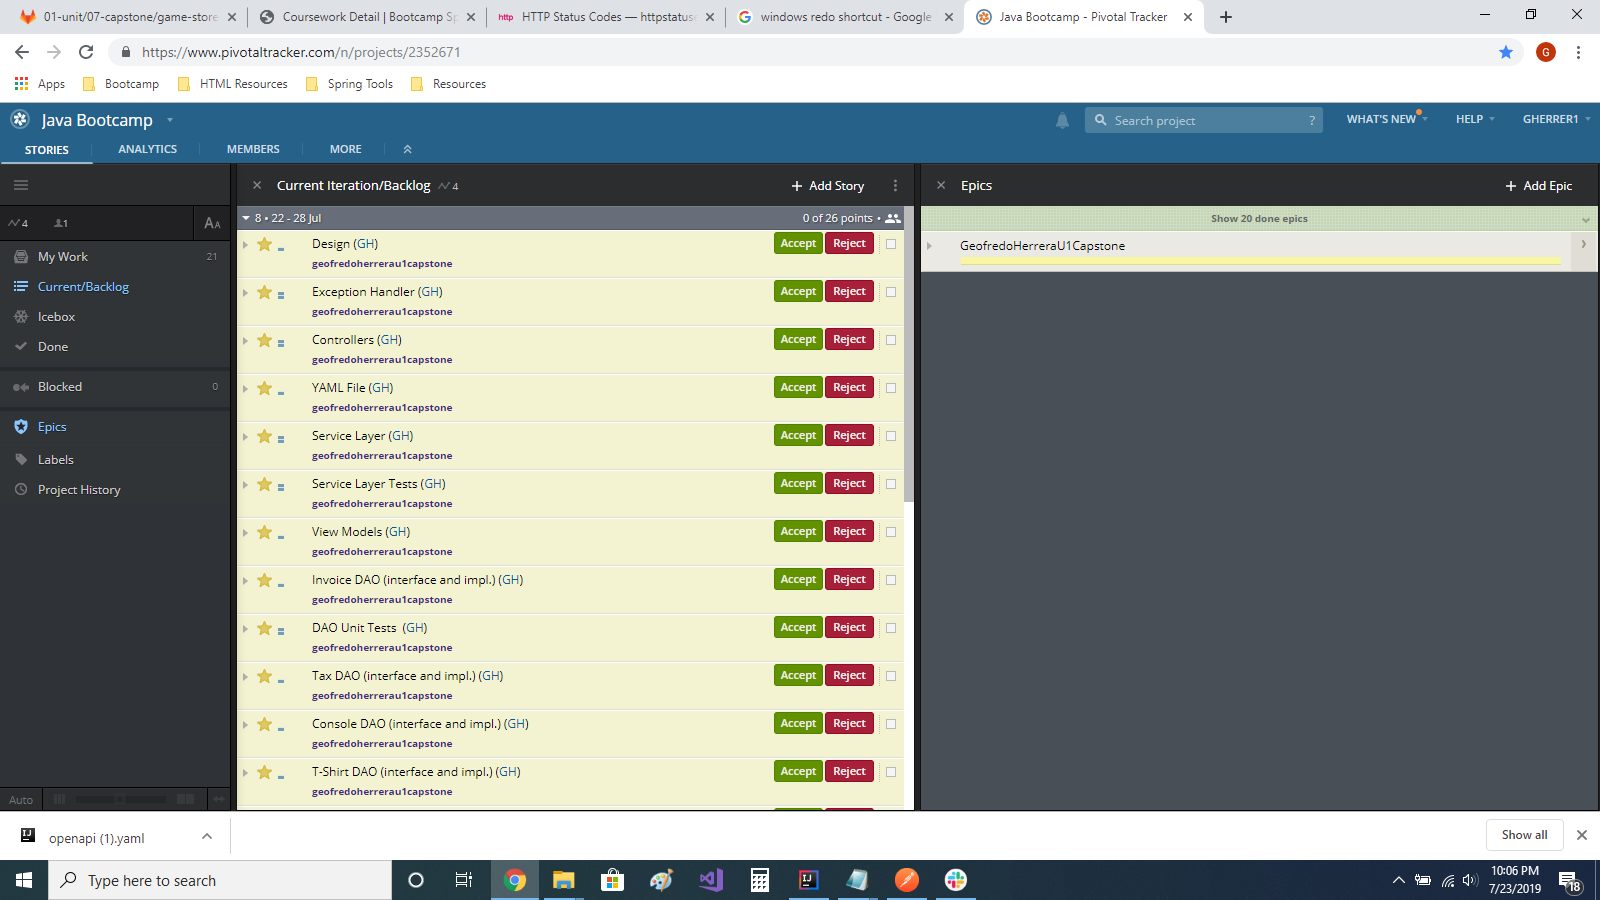 01-unit/07-capstone/game-store
Coursework Detail | Bootcamp Sp
http
HTTP Status Codes — httpstatuse
windows redo shortcut - Google
Java Bootcamp - Pivotal Tracker
https://www.pivotaltracker.com/n/projects/2352671
G
Apps
Bootcamp
HTML Resources
Spring Tools
Resources
Java Bootcamp
Search project
?
WHAT'S NEW
HELP
GHERRER1
STORIES
ANALYTICS
MEMBERS
MORE
Current Iteration/Backlog
4
+ Add Story
Epics
+ Add Epic
4
1
AA
8 • 22 - 28 Jul
0 of 26 points •
Show 20 done epics
GeofredoHerreraU1Capstone
My Work
21
Current/Backlog
Icebox
Done
Blocked
0
Epics
Labels
Project History
Auto
Design (GH)
geofredoherrerau1capstone
Accept
Reject
Exception Handler (GH)
geofredoherrerau1capstone
Accept
Reject
Controllers (GH)
geofredoherrerau1capstone
Accept
Reject
YAML File (GH)
geofredoherrerau1capstone
Accept
Reject
Service Layer (GH)
geofredoherrerau1capstone
Accept
Reject
Service Layer Tests (GH)
geofredoherrerau1capstone
Accept
Reject
View Models (GH)
geofredoherrerau1capstone
Accept
Reject
Invoice DAO (interface and impl.) (GH)
geofredoherrerau1capstone
Accept
Reject
DAO Unit Tests (GH)
geofredoherrerau1capstone
Accept
Reject
Tax DAO (interface and impl.) (GH)
geofredoherrerau1capstone
Accept
Reject
Console DAO (interface and impl.) (GH)
geofredoherrerau1capstone
Accept
Reject
T-Shirt DAO (interface and impl.) (GH)
geofredoherrerau1capstone
Accept
Reject
IJ
openapi (1).yaml
Show all
Type here to search
IJ
10:06 PM
7/23/2019
18